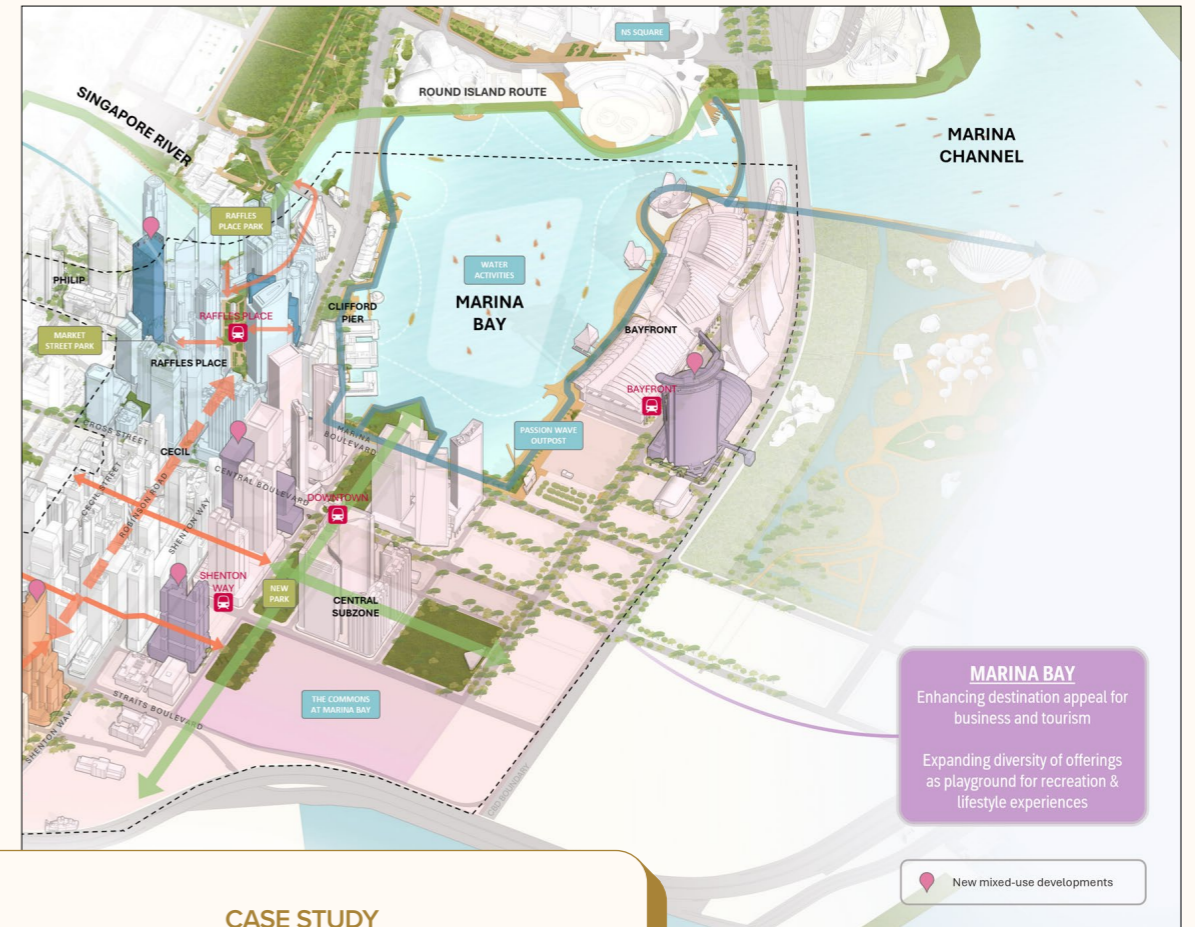 NS SQUARE
ROUND ISLAND ROUTE
SINGAPORE RIVER
MARINA
CHANNEL
RAFFLES
PLACE PARK
PHILIP
WATER
ACTIVITIES
MARINA
BAY
CLIFFORD
PIER
RAFFLES PLACE
MARKET
STREET PARK
RAFFLES PLACE
BAYFRONT
BAYFRONT
CROSS STREET
CECIL
MARINA
BOULEVARD
PASSION WAVE
OUTPOST
CENTRAL BOULEVARD
CECIL STREET
ROBINSON ROAD
SHENTON WAY
DOWNTOWN
SHENTON
WAY
NEW
PARK
CENTRAL
SUBZONE
THE COMMONS
AT MARINA BAY
STRAITS BOULEVARD
SHENTON WAY
CBD BOUNDARY
MARINA BAY
Enhancing destination appeal for
business and tourism
Expanding diversity of offerings
as playground for recreation &
lifestyle experiences
New mixed-use developments
CASE STUDY